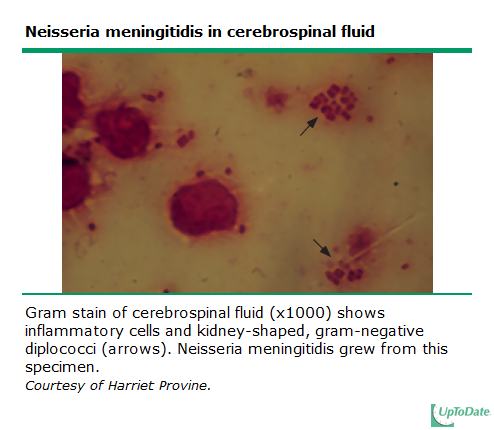 Neisseria meningitidis in cerebrospinal fluid
Gram stain of cerebrospinal fluid (x1000) shows
inflammatory cells and kidney-shaped, gram-negative
diplococci (arrows). Neisseria meningitidis grew from this
specimen.
Courtesy of Harriet Provine.
UpToDate